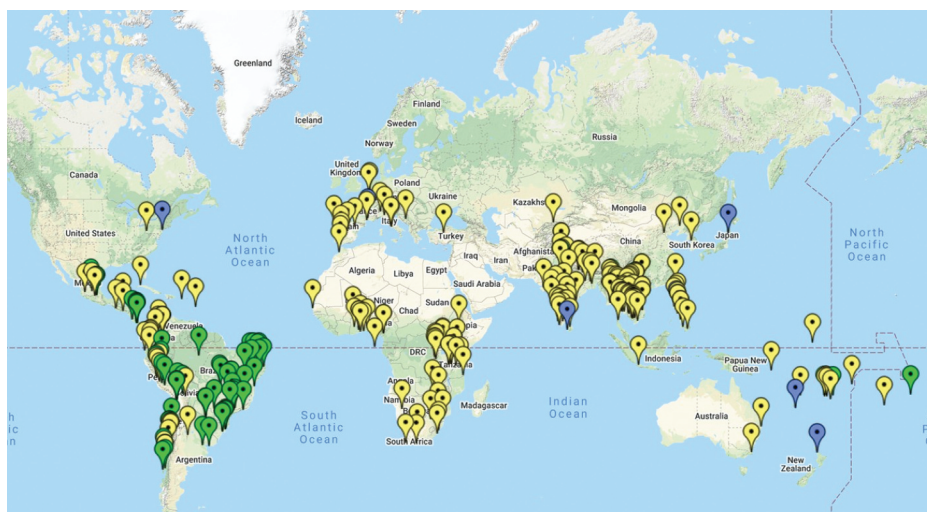 Greenland
Iceland
Finland
Sweden
Norway
Russia
Canada
United
Kingdom
Poland
Ukraine
Kazakhs
Mongolia
Italy
United States
Turkey
China
South Korea
Japan
North
Atlantic
Ocean
North
Pacific
Ocean
Iraq
Iran
Afghanistan
Algeria
Libya
Egypt
Saudi Arabia
Niger
Sudan
Chad
Venezuela
DRC
Tanzania
Indonesia
Papua New
Guinea
Angola
Namibia
Madagascar
Indian
Ocean
Australia
South
Atlantic
Ocean
South Africa
Argentina
New
Zealand